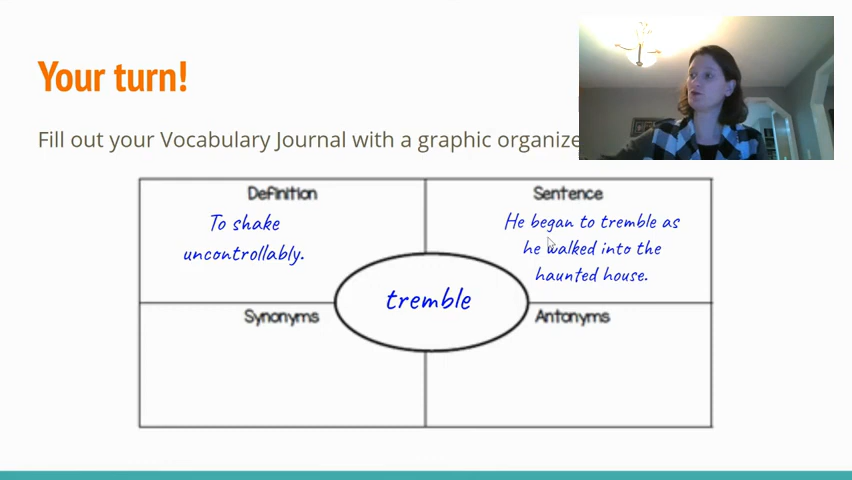 Your turn!
Fill out your Vocabulary Journal with a graphic
Definition
To shake
uncontrollably.
Sentence
He began to tremble as
he walked into the
haunted house.
tremble
Synonyms
Antonyms